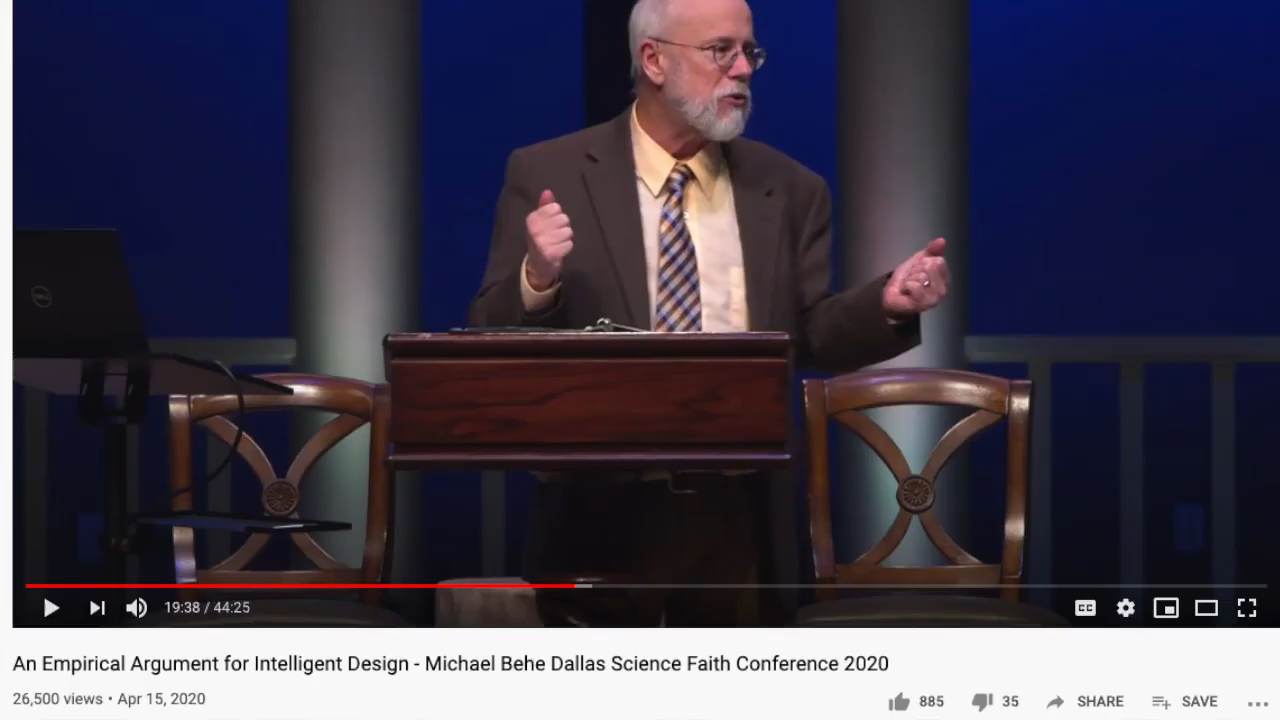 19:38 / 44:25
CC
An Empirical Argument for Intelligent Design - Michael Behe Dallas Science Faith Conference 2020
26,500 views • Apr 15, 2020
885 35 SHARE SAVE